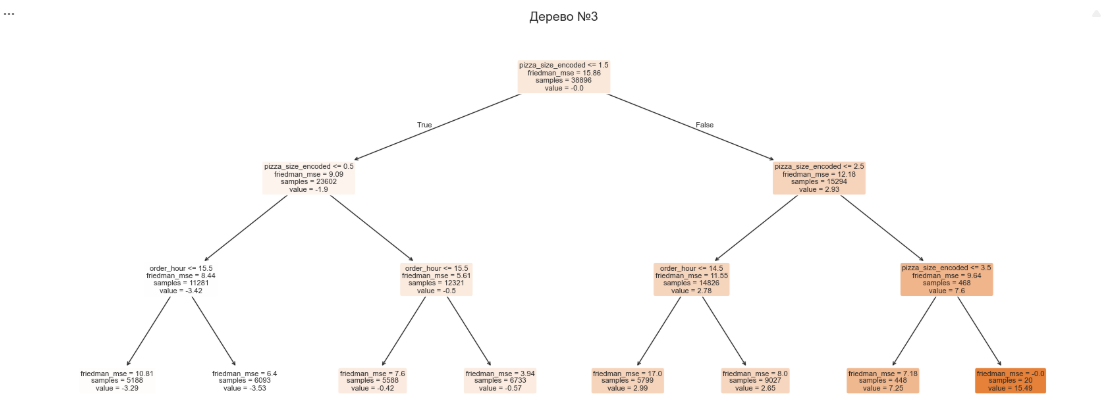 ...
Дерево №3
pizza_size_encoded <= 1.5
friedman_mse = 15.86
samples = 38896
value = -0.0
True
False
pizza_size_encoded <= 0.5
friedman_mse = 9.09
samples = 23602
value = -1.9
pizza_size_encoded <= 2.5
friedman_mse = 12.18
samples = 15294
value = 2.93
order_hour <= 15.5
friedman_mse = 8.44
samples = 11281
value = -3.42
order_hour <= 15.5
friedman_mse = 5.61
samples = 12321
value = -0.5
order_hour <= 14.5
friedman_mse = 11.55
samples = 14826
value = 2.78
pizza_size_encoded <= 3.5
friedman_mse = 9.64
samples = 468
value = 7.6
friedman_mse = 10.81
samples = 5188
value = -3.29
friedman_mse = 6.4
samples = 6093
value = -3.53
friedman_mse = 7.6
samples = 5588
value = -0.42
friedman_mse = 3.94
samples = 6733
value = -0.57
friedman_mse = 17.0
samples = 5799
value = 2.99
friedman_mse = 8.0
samples = 9027
value = 2.65
friedman_mse = 7.18
samples = 448
value = 7.25
friedman_mse = -0.0
samples = 20
value = 15.49